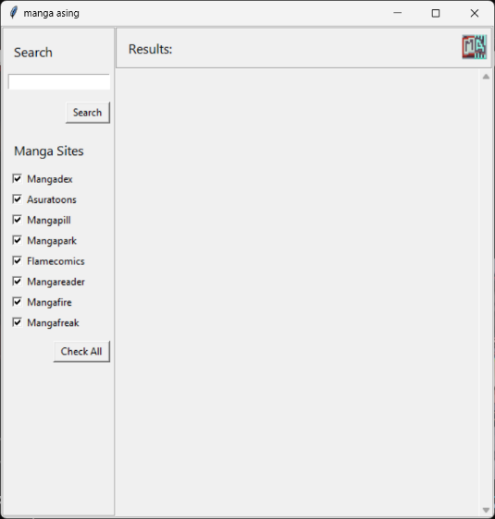 manga asing
Search
Search
Manga Sites
Mangadex
Asuratoons
Mangapill
Mangapark
Flamecomics
Mangareader
Mangafire
Mangafreak
Check All
Results: